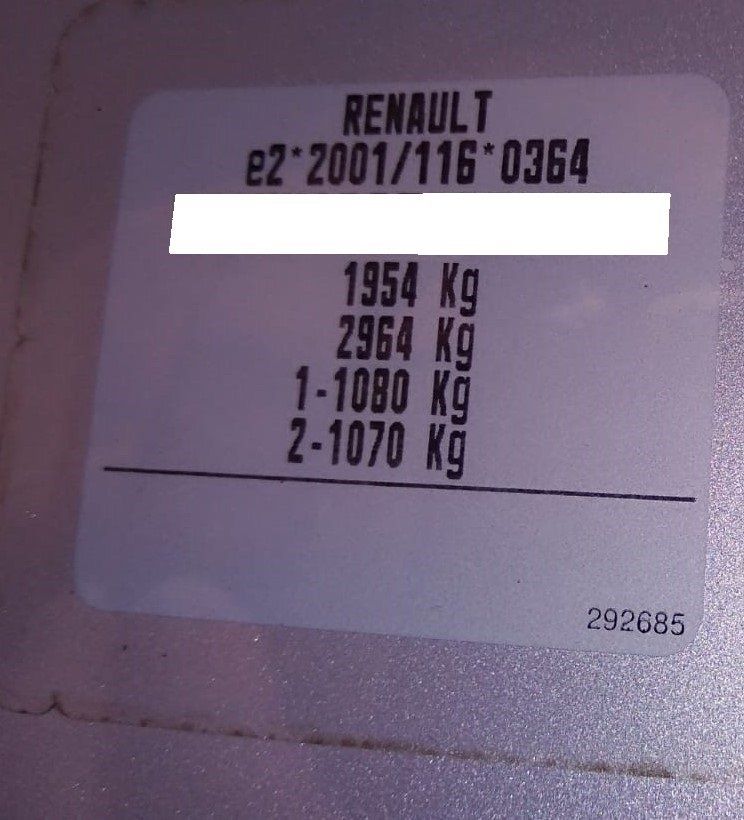 RENAULT
e2*2001/116*0364
1954 Kg
2964 Kg
1-1080 Kg
2-1070 Kg
292685